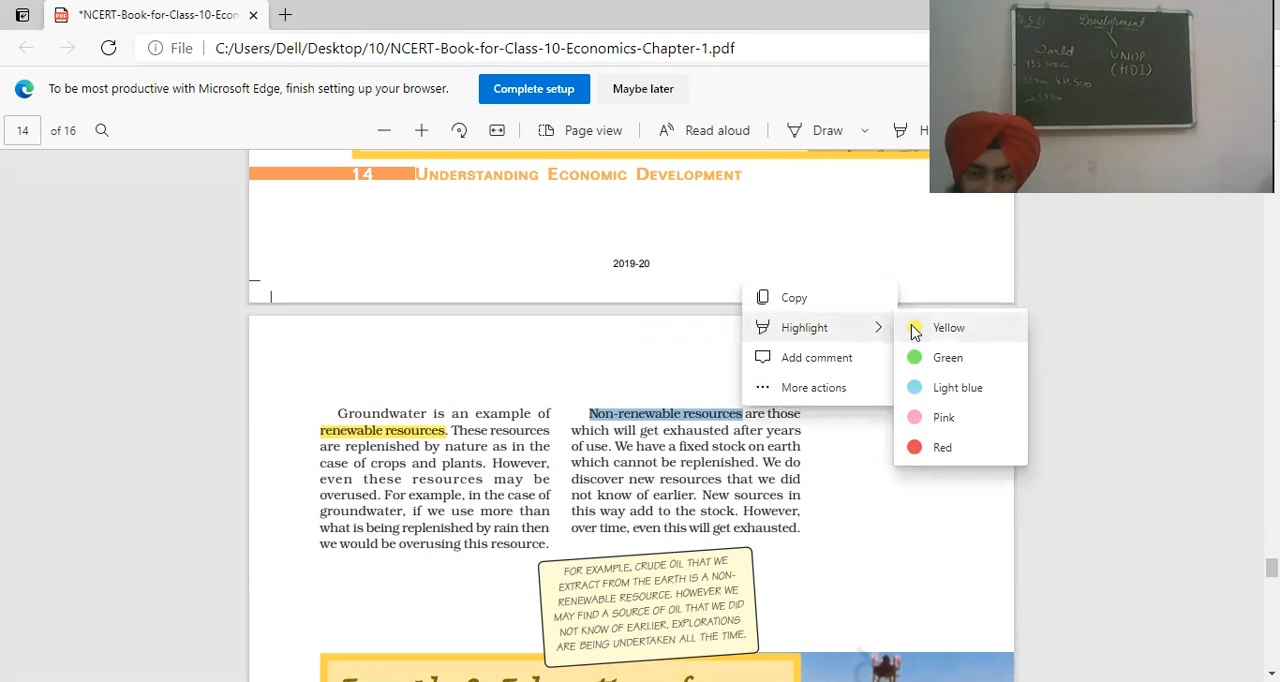 *NCERT-Book-for-Class-10-Econ
File
C:/Users/Dell/Desktop/10/NCERT-Book-for-Class-10-Economics-Chapter-1.pdf
To be most productive with Microsoft Edge, finish setting up your browser.
Complete setup
Maybe later
14 of 16
Page view
Read aloud
Draw
H
Development
World
UNDP
(HDI)
14 UNDERSTANDING ECONOMIC DEVELOPMENT
2019-20
Copy
Highlight
Add comment
More actions
Yellow
Green
Light blue
Pink
Red
Groundwater is an example of
renewable resources. These resources
are replenished by nature as in the
case of crops and plants. However,
even these resources may be
overused. For example, in the case of
groundwater, if we use more than
what is being replenished by rain then
we would be overusing this resource.
Non-renewable resources are those
which will get exhausted after years
of use. We have a fixed stock on earth
which cannot be replenished. We do
discover new resources that we did
not know of earlier. New sources in
this way add to the stock. However,
over time, even this will get exhausted.
FOR EXAMPLE, CRUDE OIL THAT WE
EXTRACT FROM THE EARTH IS A NON-
RENEWABLE RESOURCE. HOWEVER WE
MAY FIND A SOURCE OF OIL THAT WE DID
NOT KNOW OF EARLIER. EXPLORATIONS
ARE BEING UNDERTAKEN ALL THE TIME.